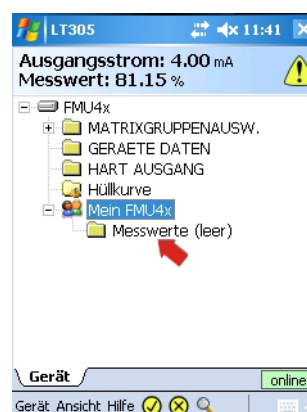 LT305 11:41
Ausgangsstrom: 4.00 mA
Messwert: 81.15 %
FMU4x
MATRIXGRUPPENAUSW.
GERAETE DATEN
HART AUSGANG
Hüllkurve
Mein FMU4x
Messwerte (leer)
Gerät
online
Gerät Ansicht Hilfe